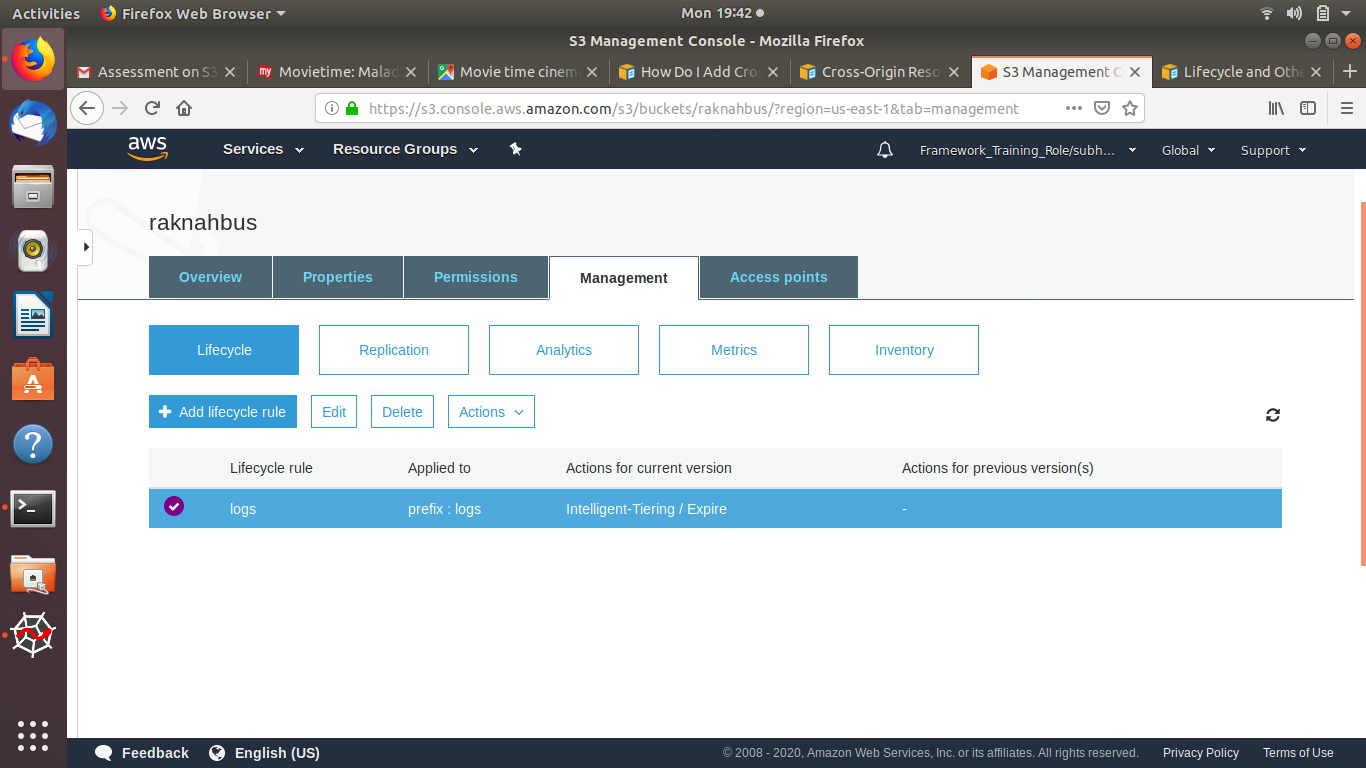 Activities Firefox Web Browser Mon 19:42
S3 Management Console - Mozilla Firefox
Assessment on S3 Movietime: Malad Movie time cinem How Do I Add Cros Cross-Origin Reso S3 Management C Lifecycle and Othe
https://s3.console.aws.amazon.com/s3/buckets/raknahbus/?region=us-east-1&tab=management
aws Services Resource Groups Framework_Training_Role/subh... Global Support
raknahbus
Overview Properties Permissions Management Access points
Lifecycle Replication Analytics Metrics Inventory
Add lifecycle rule Edit Delete Actions
Lifecycle rule Applied to Actions for current version Actions for previous version(s)
logs prefix : logs Intelligent-Tiering / Expire -
Feedback English (US) © 2008 - 2020, Amazon Web Services, Inc. or its affiliates. All rights reserved. Privacy Policy Terms of Use